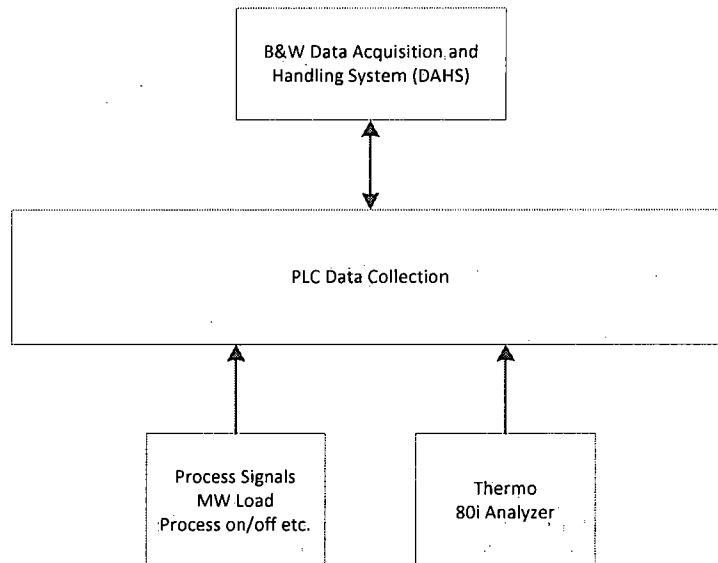 B&W Data Acquisition and
Handling System (DAHS)
PLC Data Collection
Process Signals
MW Load
Process on/off etc.
Thermo
80i Analyzer